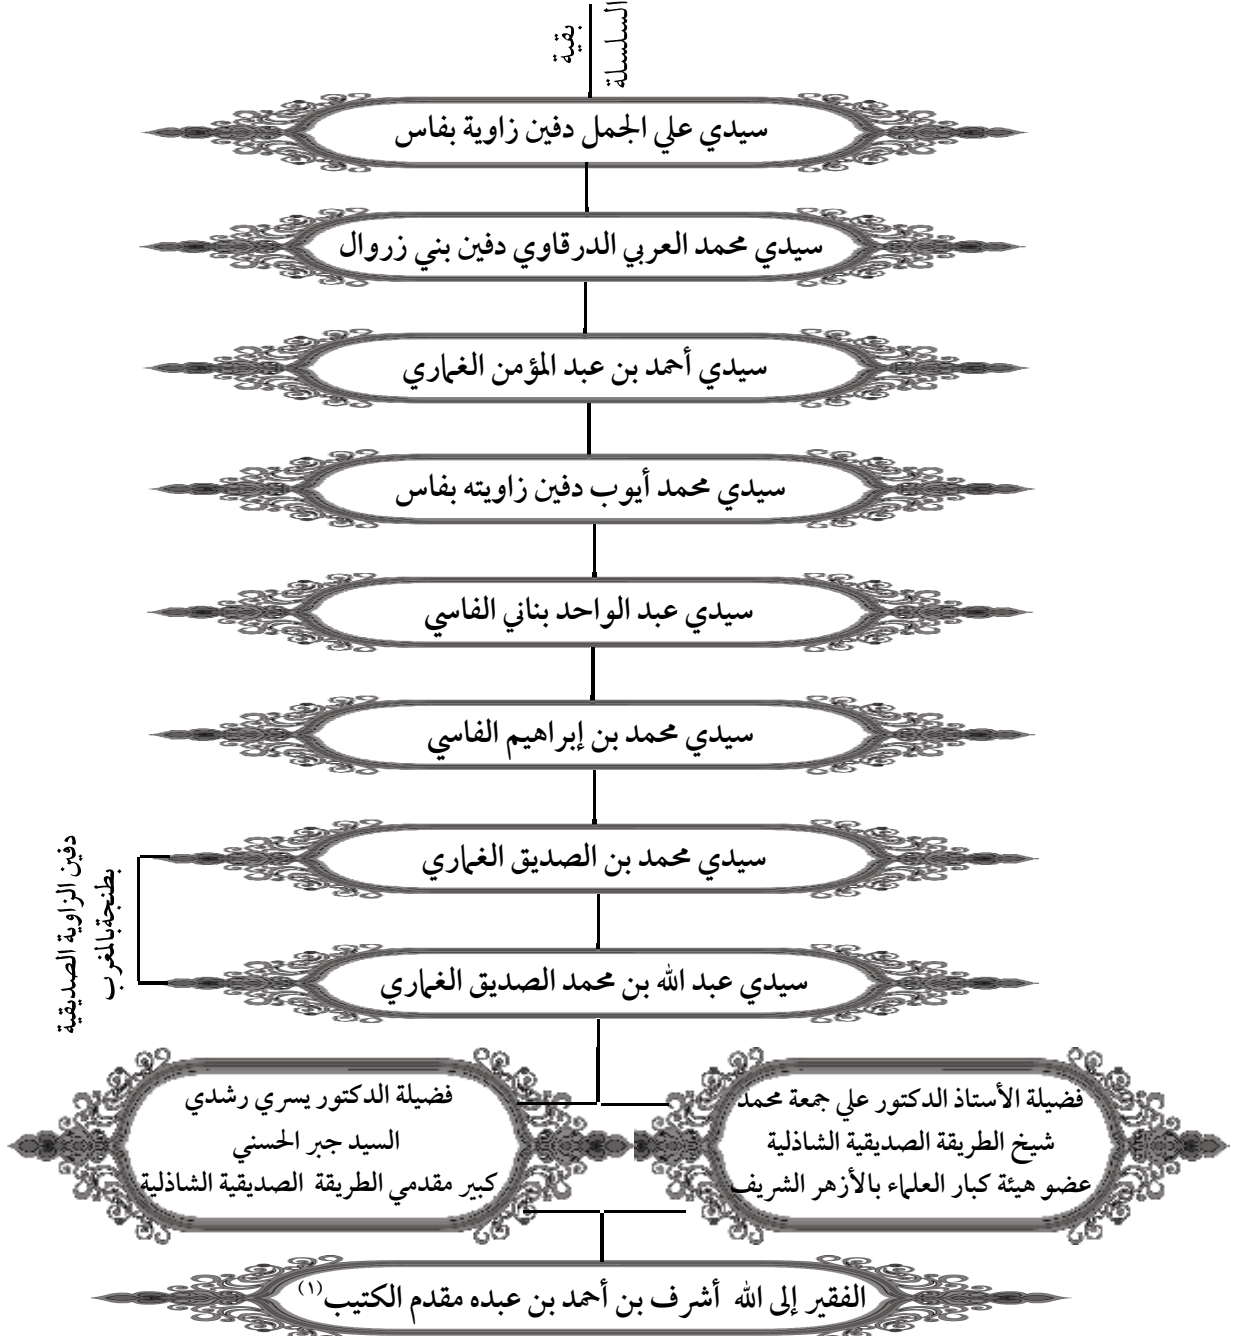 بقية
السلسلة
سيدي علي الجمل دفين زاوية بفاس
سيدي محمد العربي الدرقاوي دفين بني زروال
سيدي أحمد بن عبد المؤمن الغماري
سيدي محمد أيوب دفين زاويته بفاس
سيدي عبد الواحد بناني الفاسي
سيدي محمد بن إبراهيم الفاسي
سيدي محمد بن الصديق الغماري
سيدي عبد الله بن محمد الصديق الغماري
دفين الزاوية الصديقية
بطنجة بالمغرب
فضيلة الأستاذ الدكتور علي جمعة محمد
شيخ الطريقة الصديقية الشاذلية
عضو هيئة كبار العلماء بالأزهر الشريف
فضيلة الدكتور يسري رشدي
السيد جبر الحسني
كبير مقدمي الطريقة الصديقية الشاذلية
الفقير إلى الله أشرف بن أحمد بن عبده مقدم الكتيب(١)